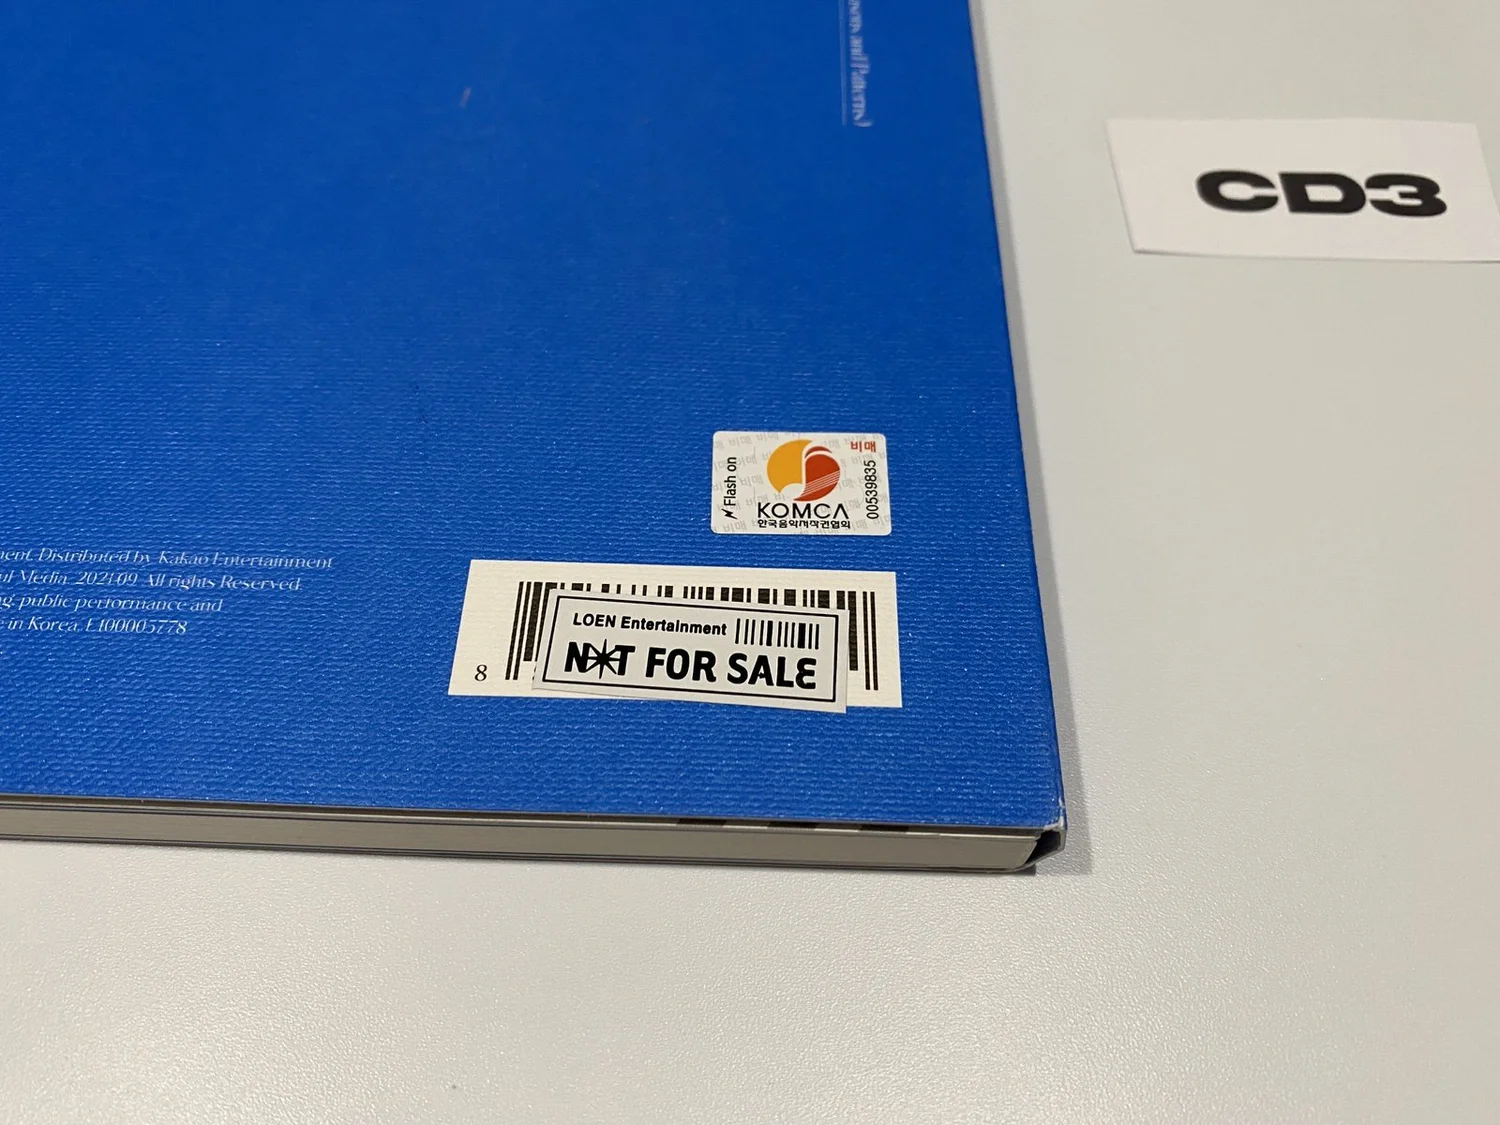 and Patterns)
CD3
비매
Flash on
00539835
KOMCA
한국음악저작권협회
Distributed by Kakao Entertainment
Media. 2021.09. All rights Reserved.
public performance and
in Korea. L100005778
LOEN Entertainment
NOT FOR SALE
8